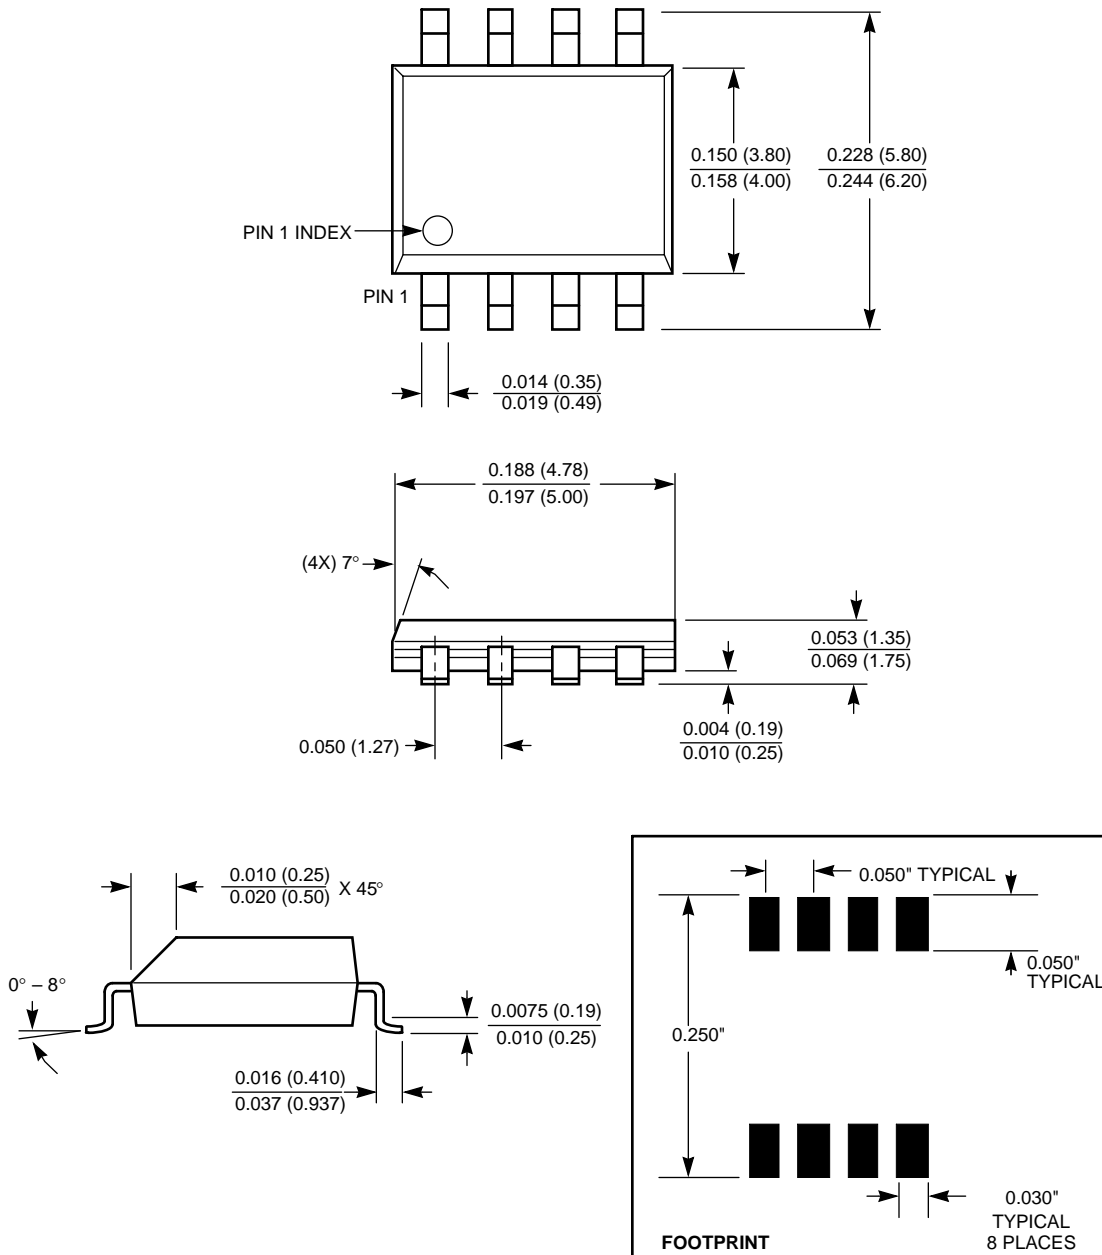 0.150 (3.80)
0.158 (4.00)
0.228 (5.80)
0.244 (6.20)
PIN 1 INDEX
PIN 1
0.014 (0.35)
0.019 (0.49)
0.188 (4.78)
0.197 (5.00)
(4X) 7°
0.053 (1.35)
0.069 (1.75)
0.004 (0.19)
0.010 (0.25)
0.050 (1.27)
0.010 (0.25)
0.020 (0.50)
X 45°
0° – 8°
0.0075 (0.19)
0.010 (0.25)
0.016 (0.410)
0.037 (0.937)
0.050" TYPICAL
0.050"
TYPICAL
0.250"
0.030"
TYPICAL
8 PLACES
FOOTPRINT